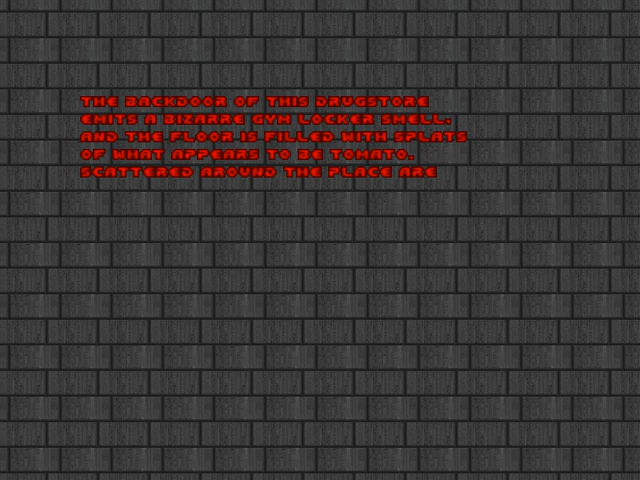 THE BACKDOOR OF THIS DRUGSTORE
EMITS A BIZARRE GYM LOCKER SMELL.
AND THE FLOOR IS FILLED WITH SPLATS
OF WHAT APPEARS TO BE TOMATO.
SCATTERED AROUND THE PLACE ARE